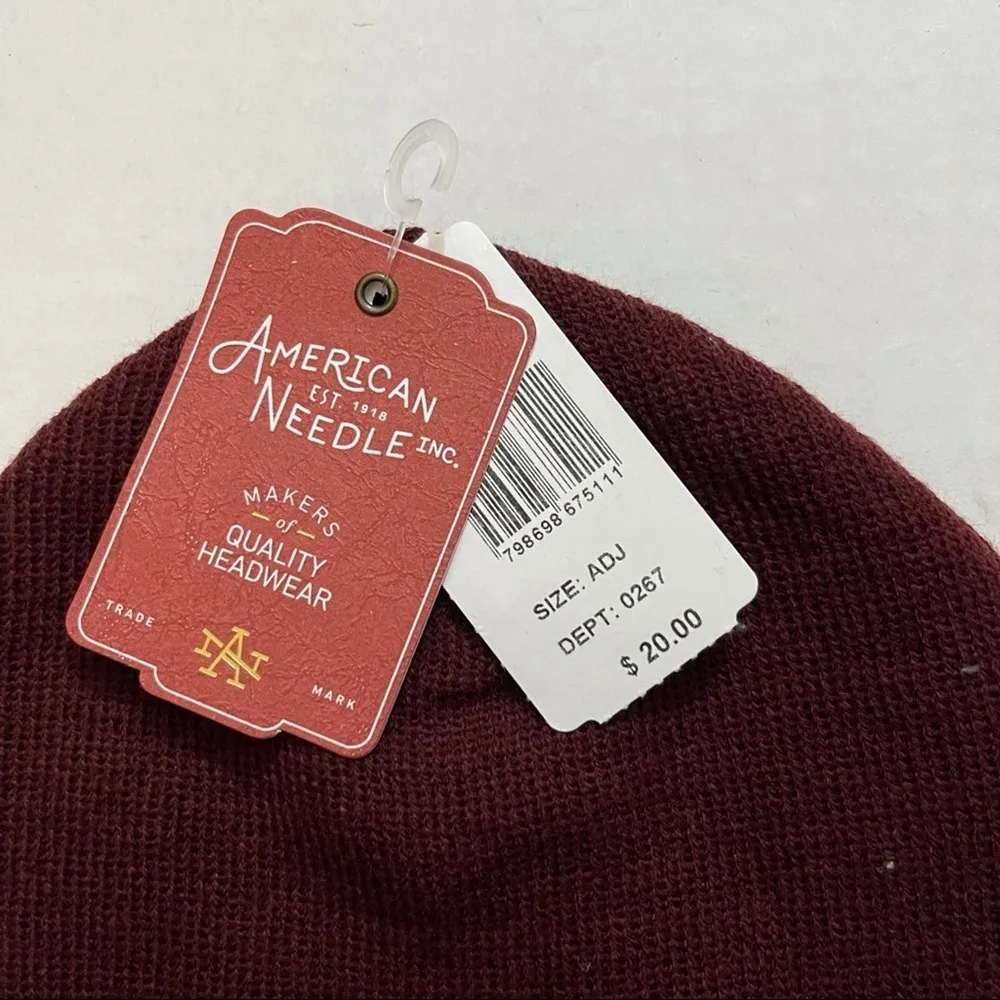 AMERICAN
EST. 1918
NEEDLE INC.
MAKERS
of
QUALITY
HEADWEAR
TRADE
AN
MARK
798698 675111
SIZE: ADJ
DEPT: 0267
$ 20.00